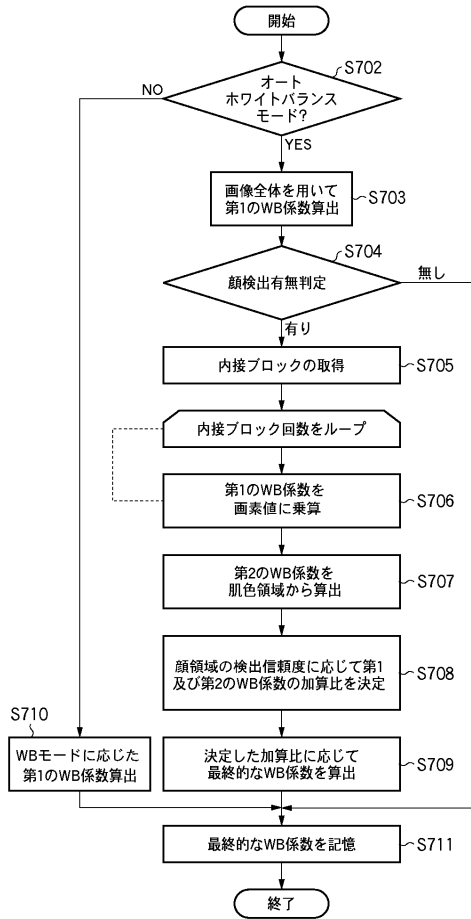 開始
S702
オート
ホワイトバランス
モード?
NO
YES
画像全体を用いて
第1のWB係数算出
S703
S704
顔検出有無判定
無し
有り
内接ブロックの取得
S705
内接ブロック回数をループ
第1のWB係数を
画素値に乗算
S706
第2のWB係数を
肌色領域から算出
S707
顔領域の検出信頼度に応じて第1
及び第2のWB係数の加算比を決定
S708
S710
WBモードに応じた
第1のWB係数算出
決定した加算比に応じて
最終的なWB係数を算出
S709
最終的なWB係数を記憶
S711
終了